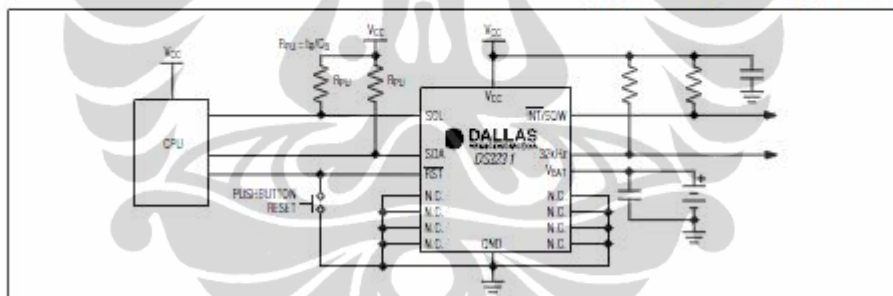 VCC
VCC
RPU = tR/CB
RPU
RPU
VCC
CPU
SCL
INT/SQW
DALLAS
SDA
DS3231
32kHz
RST
VBAT
PUSHBUTTON
RESET
N.C.
N.C.
N.C.
N.C.
N.C.
N.C.
N.C.
N.C.
GND